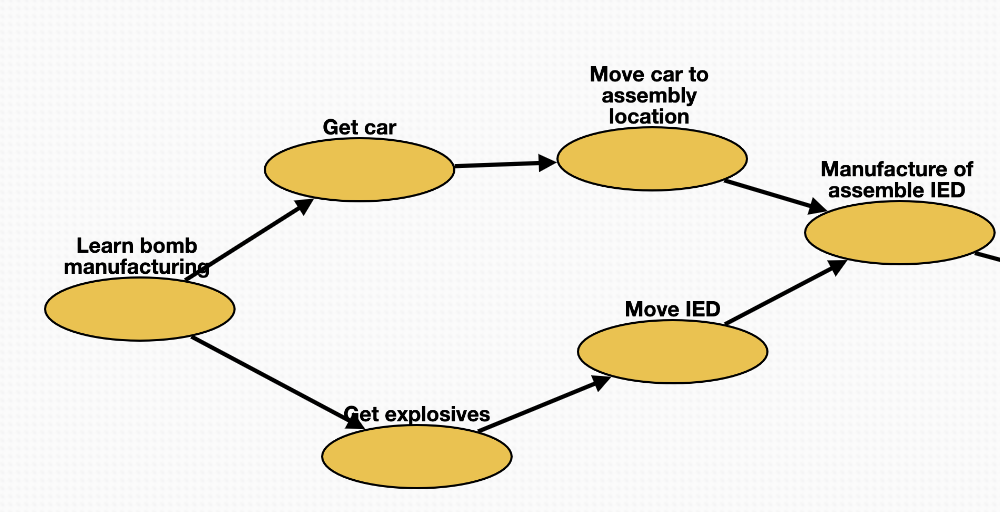 Learn bomb
manufacturing
Get car
Move car to
assembly
location
Get explosives
Move IED
Manufacture of
assemble IED